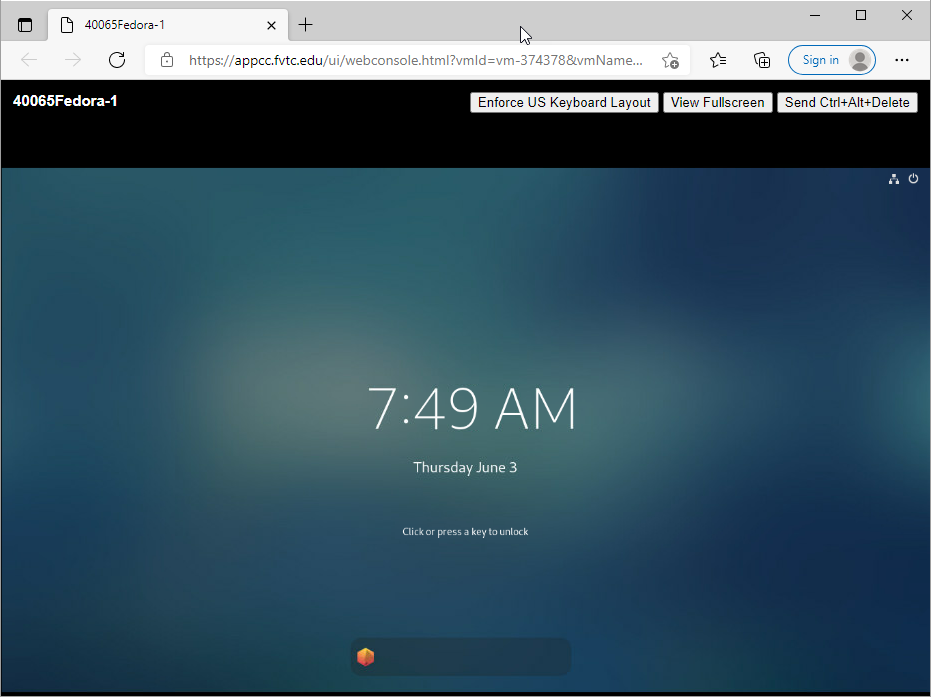 40065Fedora-1
https://appcc.fvtc.edu/ui/webconsole.html?vmId=vm-374378&vmName...
Sign in
40065Fedora-1
Enforce US Keyboard Layout
View Fullscreen
Send Ctrl+Alt+Delete
7:49 AM
Thursday June 3
Click or press a key to unlock